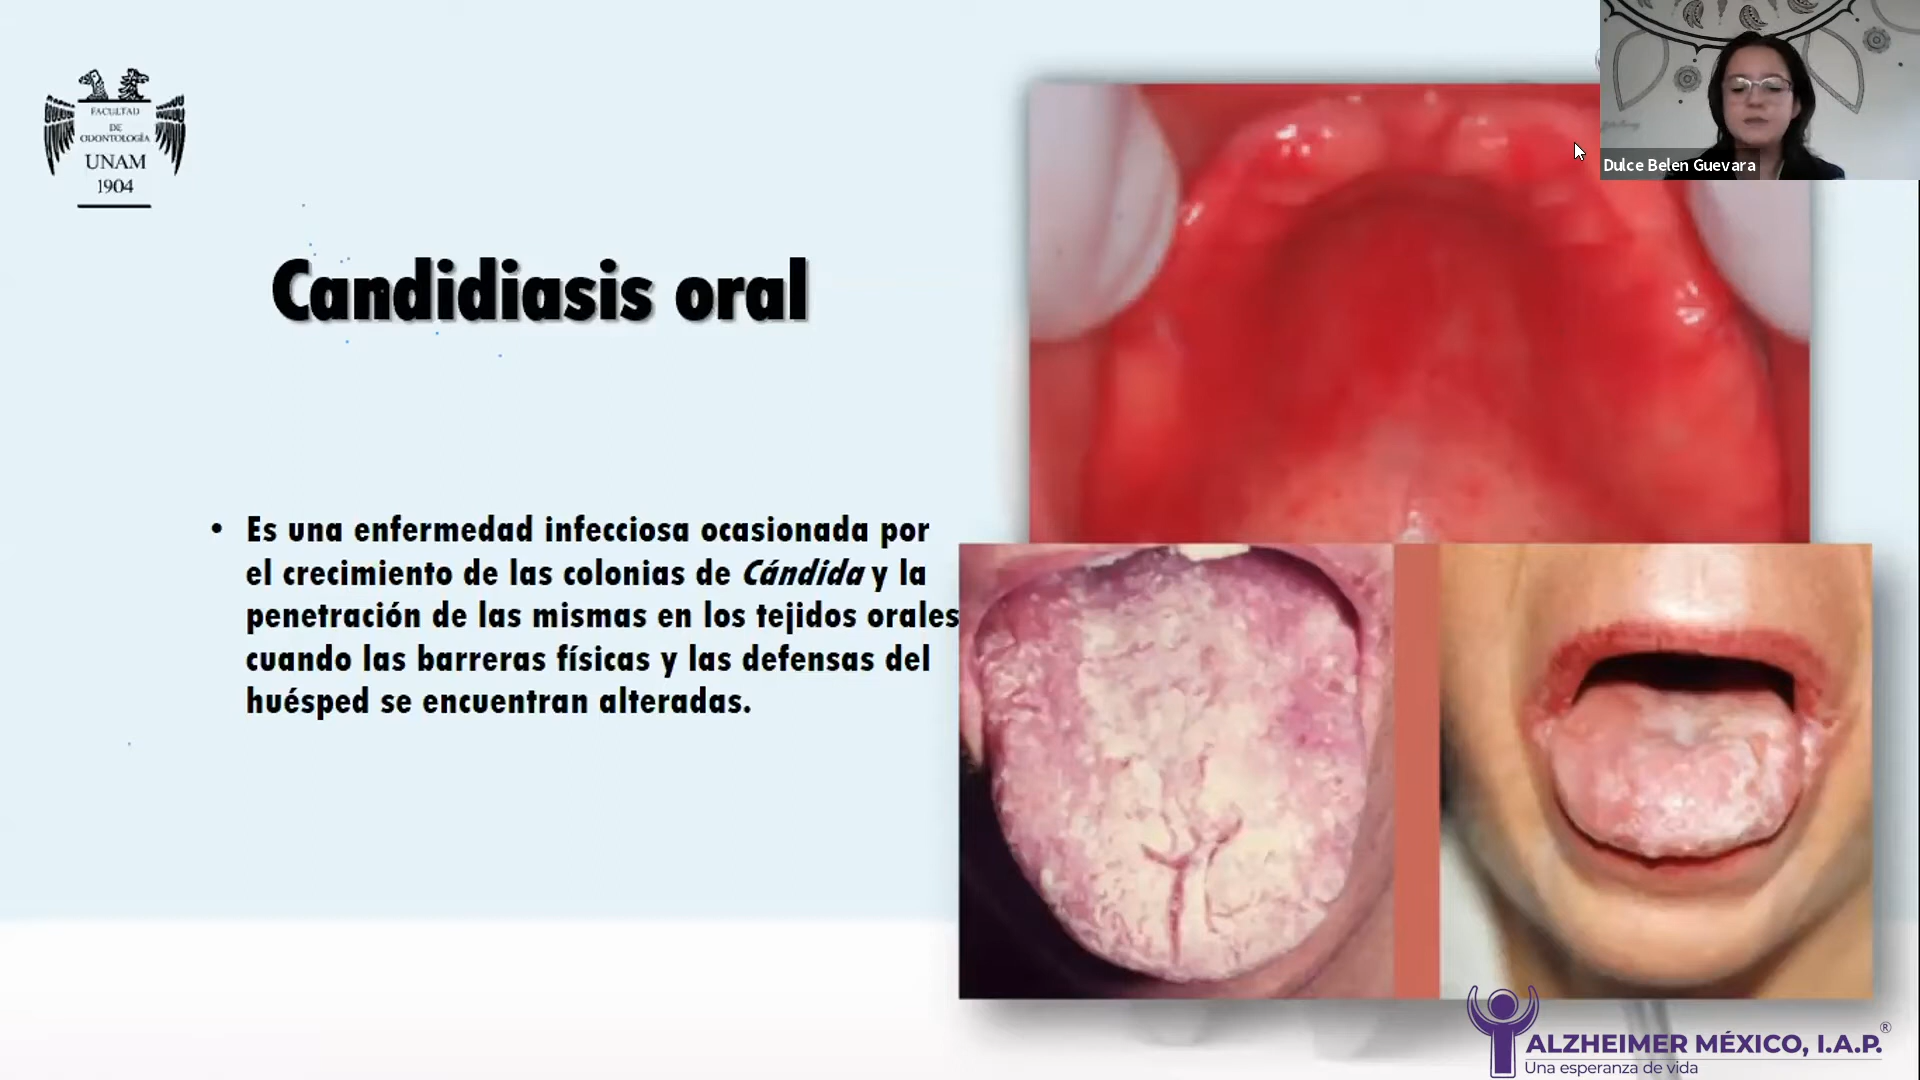 FACULTAD
DE
ODONTOLOGÍA
UNAM
1904
Candidiasis oral
• Es una enfermedad infecciosa ocasionada por
el crecimiento de las colonias de Cándida y la
penetración de las mismas en los tejidos orales
cuando las barreras físicas y las defensas del
huésped se encuentran alteradas.
Dulce Belen Guevara
ALZHEIMER MÉXICO, I.A.P.®
Una esperanza de vida